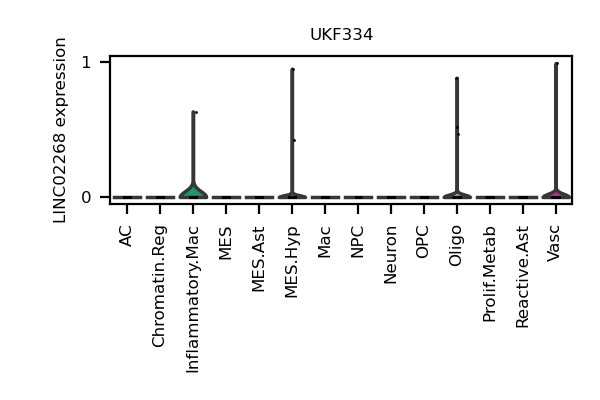 UKF334
LINC02268 expression
1
0
AC
Chromatin.Reg
Inflammatory.Mac
MES
MES.Ast
MES.Hyp
Mac
NPC
Neuron
OPC
Oligo
Prolif.Metab
Reactive.Ast
Vasc